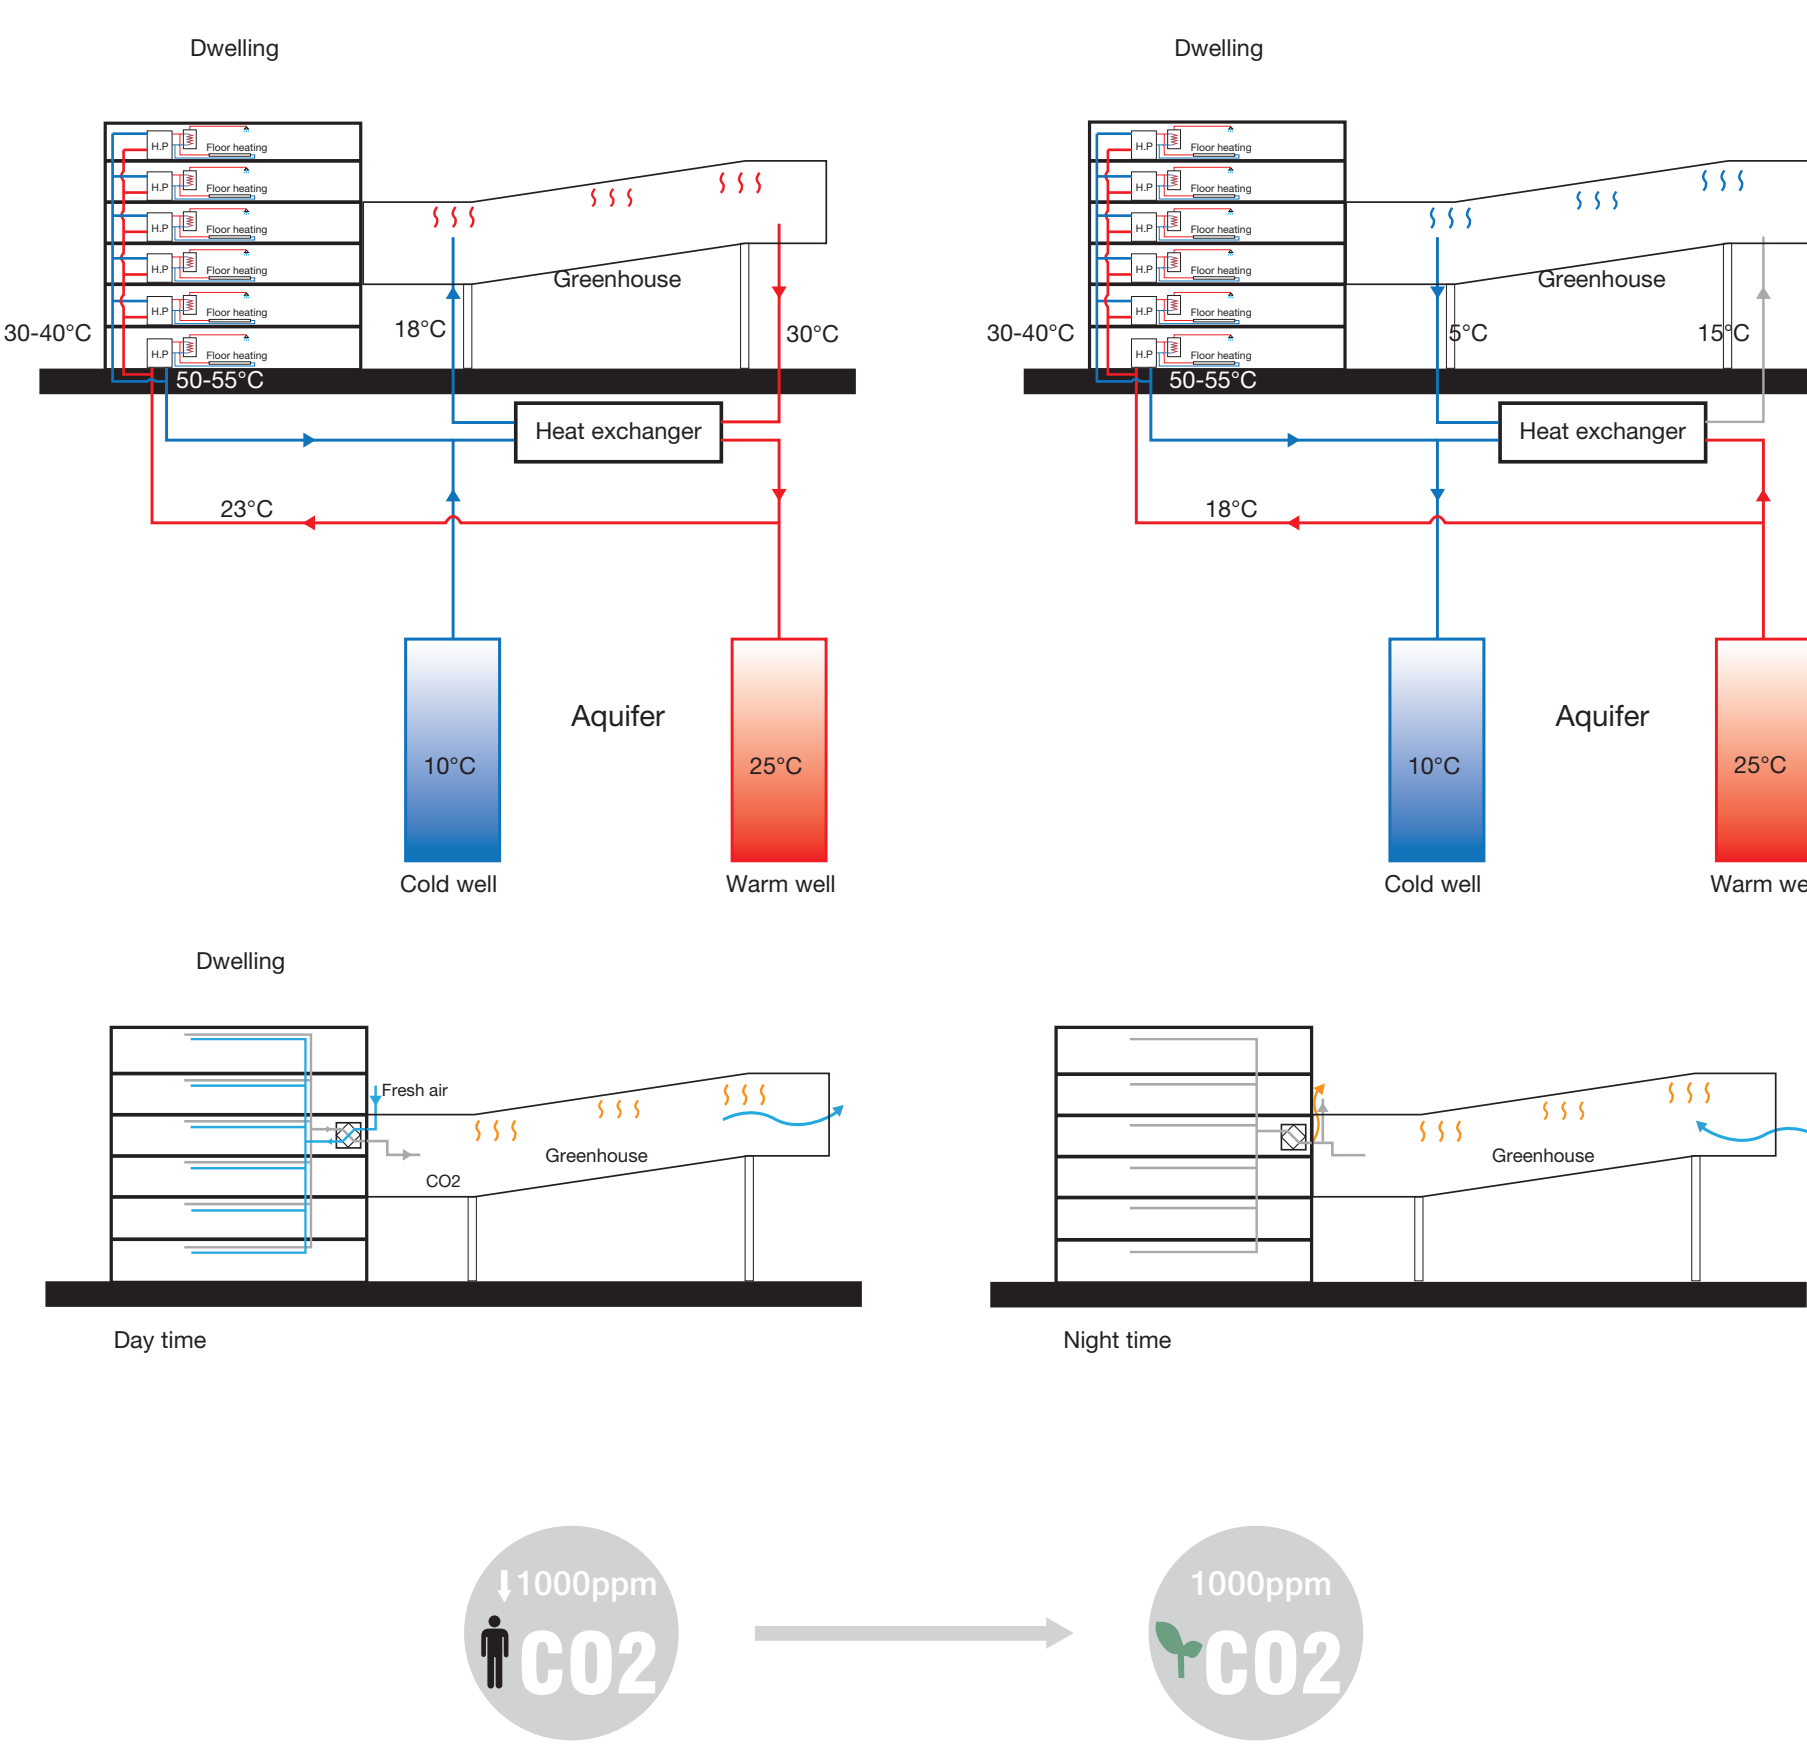 Dwelling
Dwelling
H.P Floor heating
H.P Floor heating
H.P Floor heating
H.P Floor heating
H.P Floor heating
H.P Floor heating
30-40°C
50-55°C
18°C
Greenhouse
30°C
Heat exchanger
23°C
Aquifer
10°C
25°C
Cold well
Warm well
H.P Floor heating
H.P Floor heating
H.P Floor heating
H.P Floor heating
H.P Floor heating
H.P Floor heating
30-40°C
50-55°C
5°C
Greenhouse
15°C
Heat exchanger
18°C
Aquifer
10°C
25°C
Cold well
Warm we
Dwelling
Fresh air
Greenhouse
CO2
Day time
Greenhouse
Night time
1000ppm
CO2
1000ppm
CO2